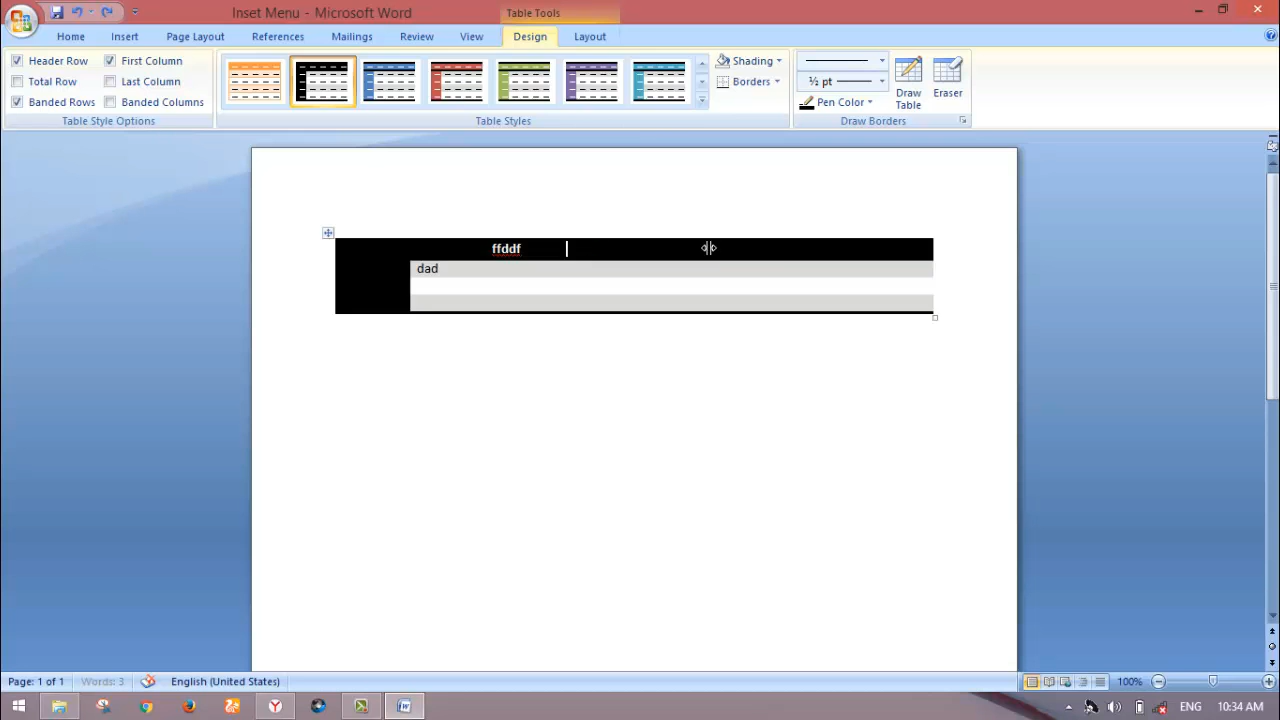 Inset Menu - Microsoft Word
Table Tools
Home Insert Page Layout References Mailings Review View Design Layout
Header Row First Column
Total Row Last Column
Banded Rows Banded Columns
Table Style Options
Table Styles
Shading
Borders
½ pt
Pen Color
Draw Table
Eraser
Draw Borders
ffddf
dad
Page: 1 of 1 Words: 3 English (United States) 100%
ENG 10:34 AM